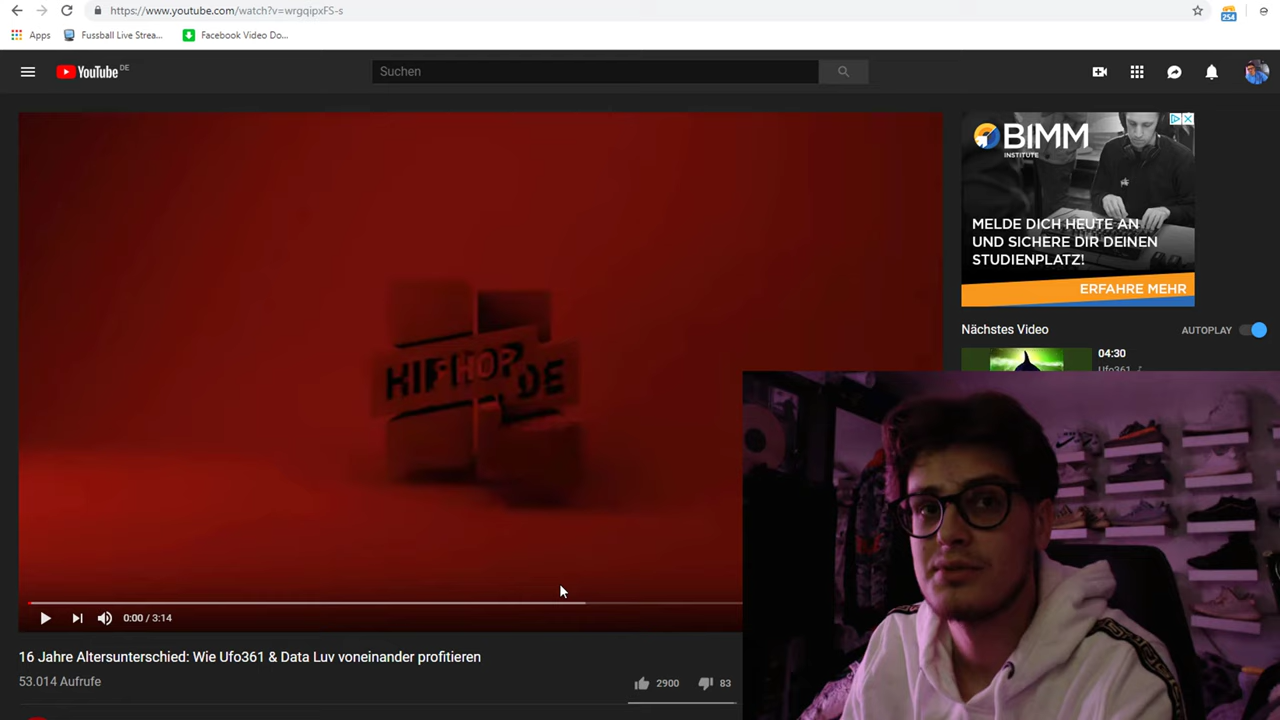 https://www.youtube.com/watch?v=wrgqipxFS-s
254
Apps
Fussball Live Strea...
Facebook Video Do...
YouTube DE
Suchen
HIPHOP.DE
BIMM
INSTITUTE
MELDE DICH HEUTE AN
UND SICHERE DIR DEINEN
STUDIENPLATZ!
ERFAHRE MEHR
Nächstes Video
AUTOPLAY
04:30
Ufo361
0:00 / 3:14
16 Jahre Altersunterschied: Wie Ufo361 & Data Luv voneinander profitieren
53.014 Aufrufe
2900
83